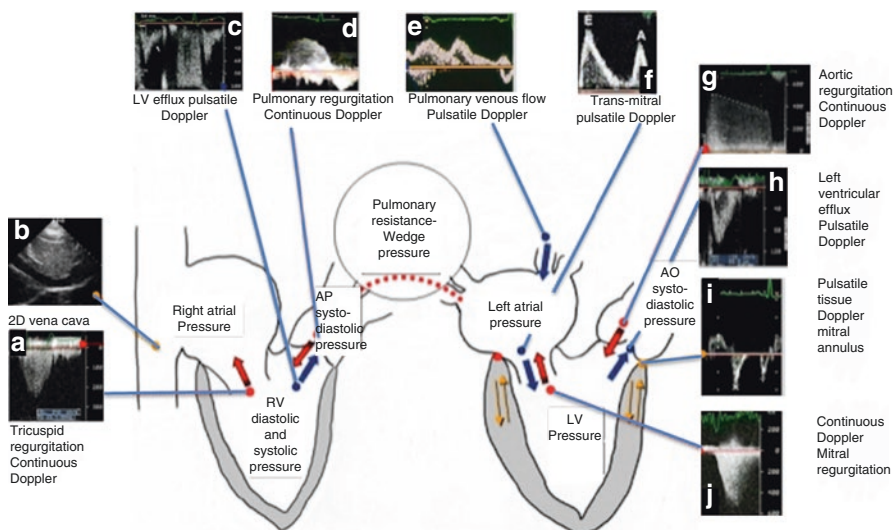 c
d
e
f
LV efflux pulsatile
Doppler
Pulmonary regurgitation
Continuous Doppler
Pulmonary venous flow
Pulsatile Doppler
E
A
Trans-mitral
pulsatile Doppler
g
Aortic
regurgitation
Continuous
Doppler
h
Left
ventricular
efflux
Pulsatile
Doppler
b
2D vena cava
Pulmonary
resistance-
Wedge
pressure
Right atrial
Pressure
AP
systo-
diastolic
pressure
Left atrial
pressure
AO
systo-
diastolic
pressure
i
Pulsatile
tissue
Doppler
mitral
annulus
a
Tricuspid
regurgitation
Continuous
Doppler
RV
diastolic
and
systolic
pressure
LV
Pressure
j
Continuous
Doppler
Mitral
regurgitation